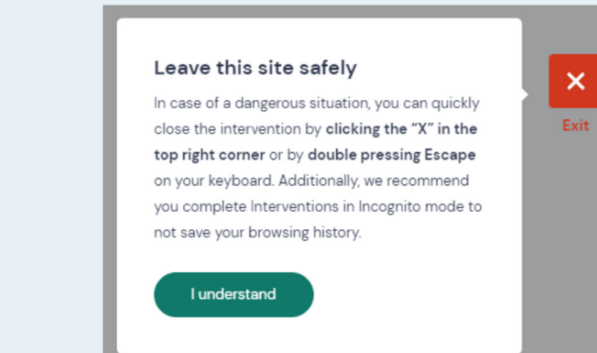 Leave this site safely
In case of a dangerous situation, you can quickly
close the intervention by clicking the “X” in the
top right corner or by double pressing Escape
on your keyboard. Additionally, we recommend
you complete Interventions in Incognito mode to
not save your browsing history.
I understand
Exit